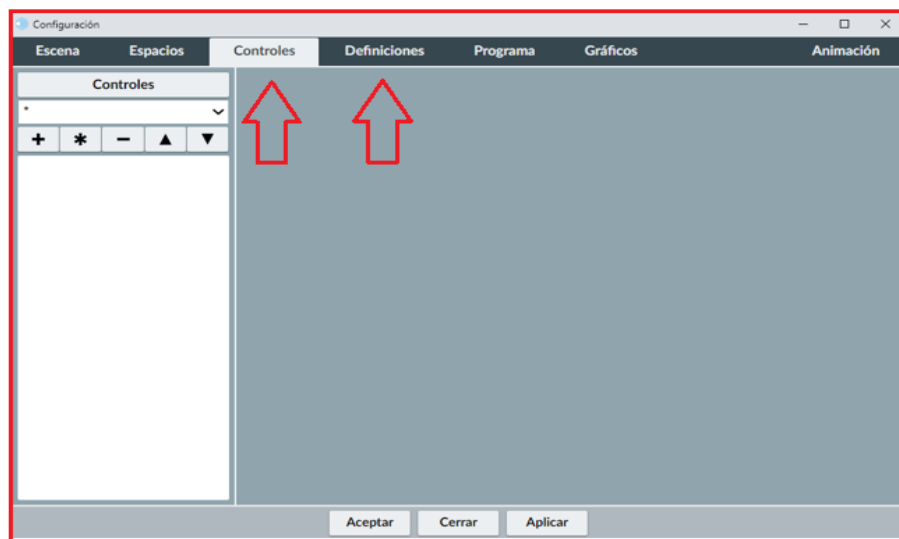 Configuración
Escena Espacios Controles Definiciones Programa Gráficos Animación
Controles
*
+ * − ▲ ▼
Aceptar Cerrar Aplicar